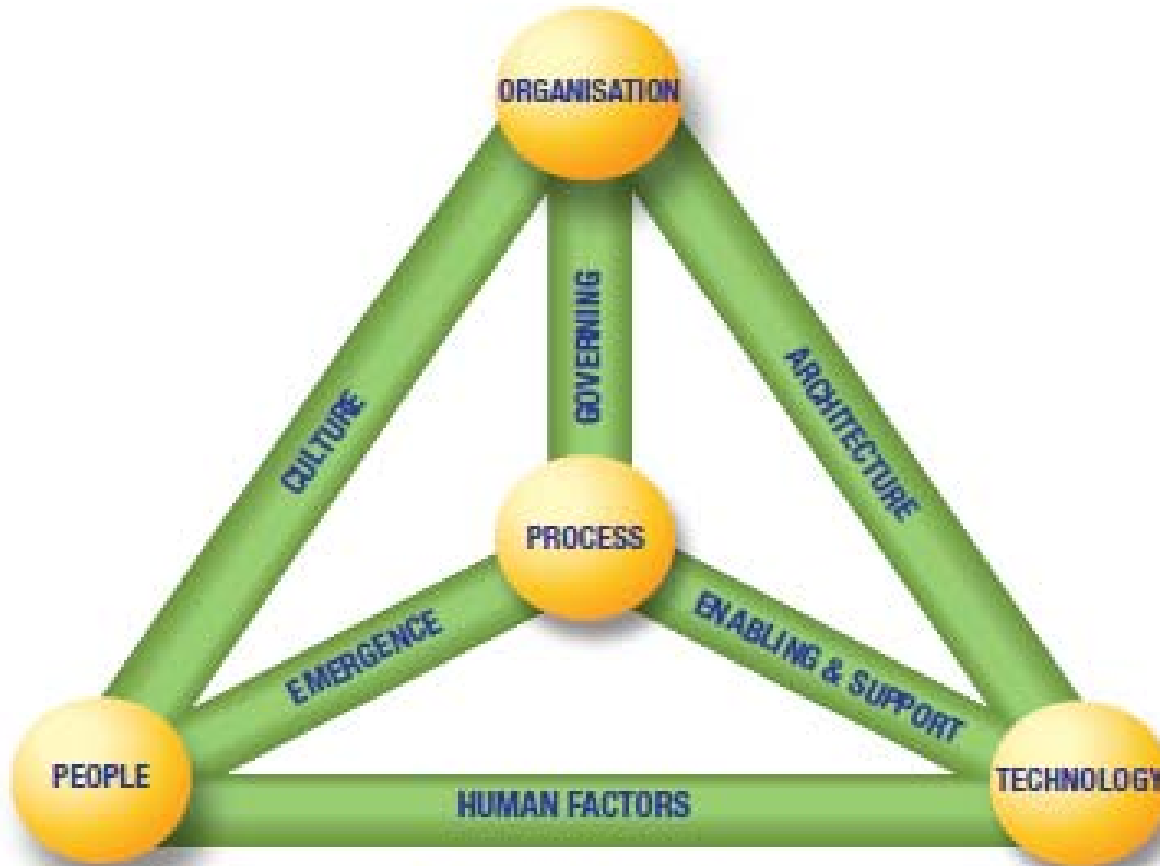 ORGANISATION
GOVERNING
CULTURE
ARCHITECTURE
PROCESS
EMERGENCE
ENABLING & SUPPORT
PEOPLE
TECHNOLOGY
HUMAN FACTORS